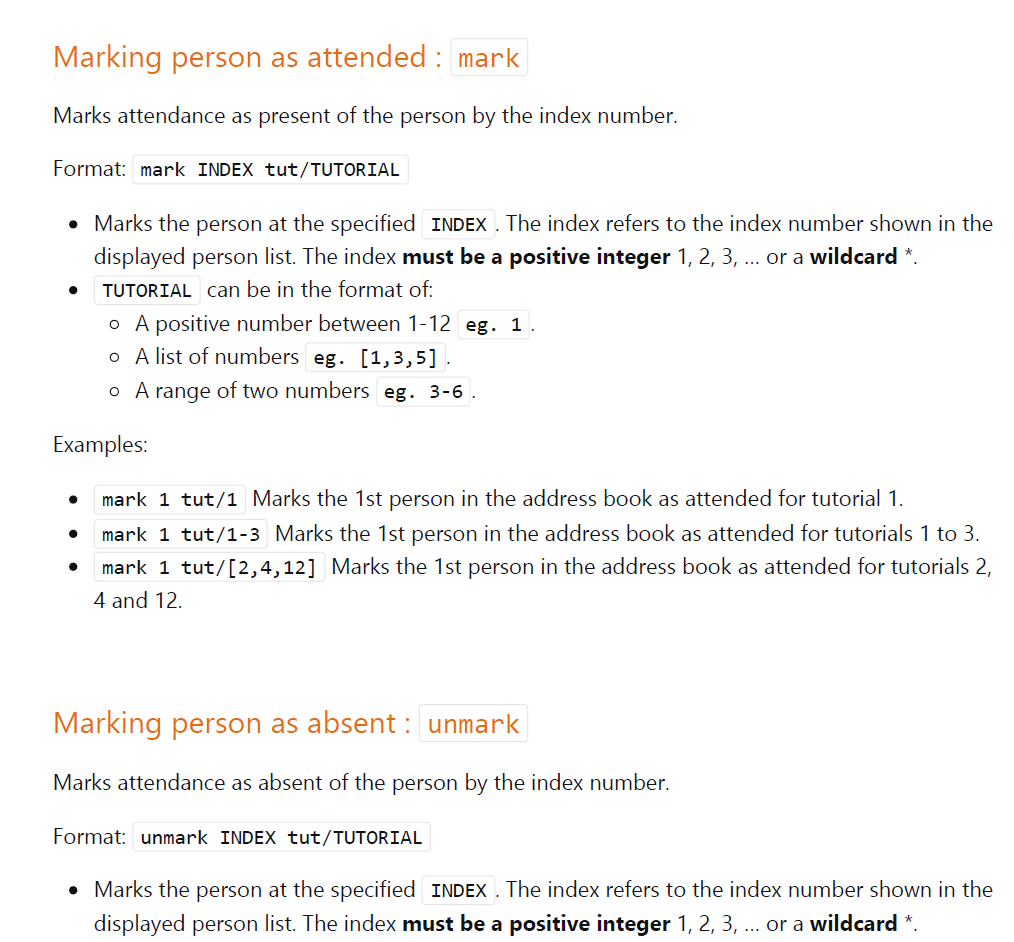 Marking person as attended : mark
Marks attendance as present of the person by the index number.
Format: mark INDEX tut/TUTORIAL
Marks the person at the specified INDEX. The index refers to the index number shown in the
displayed person list. The index must be a positive integer 1, 2, 3, … or a wildcard *.
TUTORIAL can be in the format of:
A positive number between 1-12 eg. 1.
A list of numbers eg. [1,3,5].
A range of two numbers eg. 3-6.
Examples:
mark 1 tut/1 Marks the 1st person in the address book as attended for tutorial 1.
mark 1 tut/1-3 Marks the 1st person in the address book as attended for tutorials 1 to 3.
mark 1 tut/[2,4,12] Marks the 1st person in the address book as attended for tutorials 2,
4 and 12.
Marking person as absent : unmark
Marks attendance as absent of the person by the index number.
Format: unmark INDEX tut/TUTORIAL
Marks the person at the specified INDEX. The index refers to the index number shown in the
displayed person list. The index must be a positive integer 1, 2, 3, … or a wildcard *.